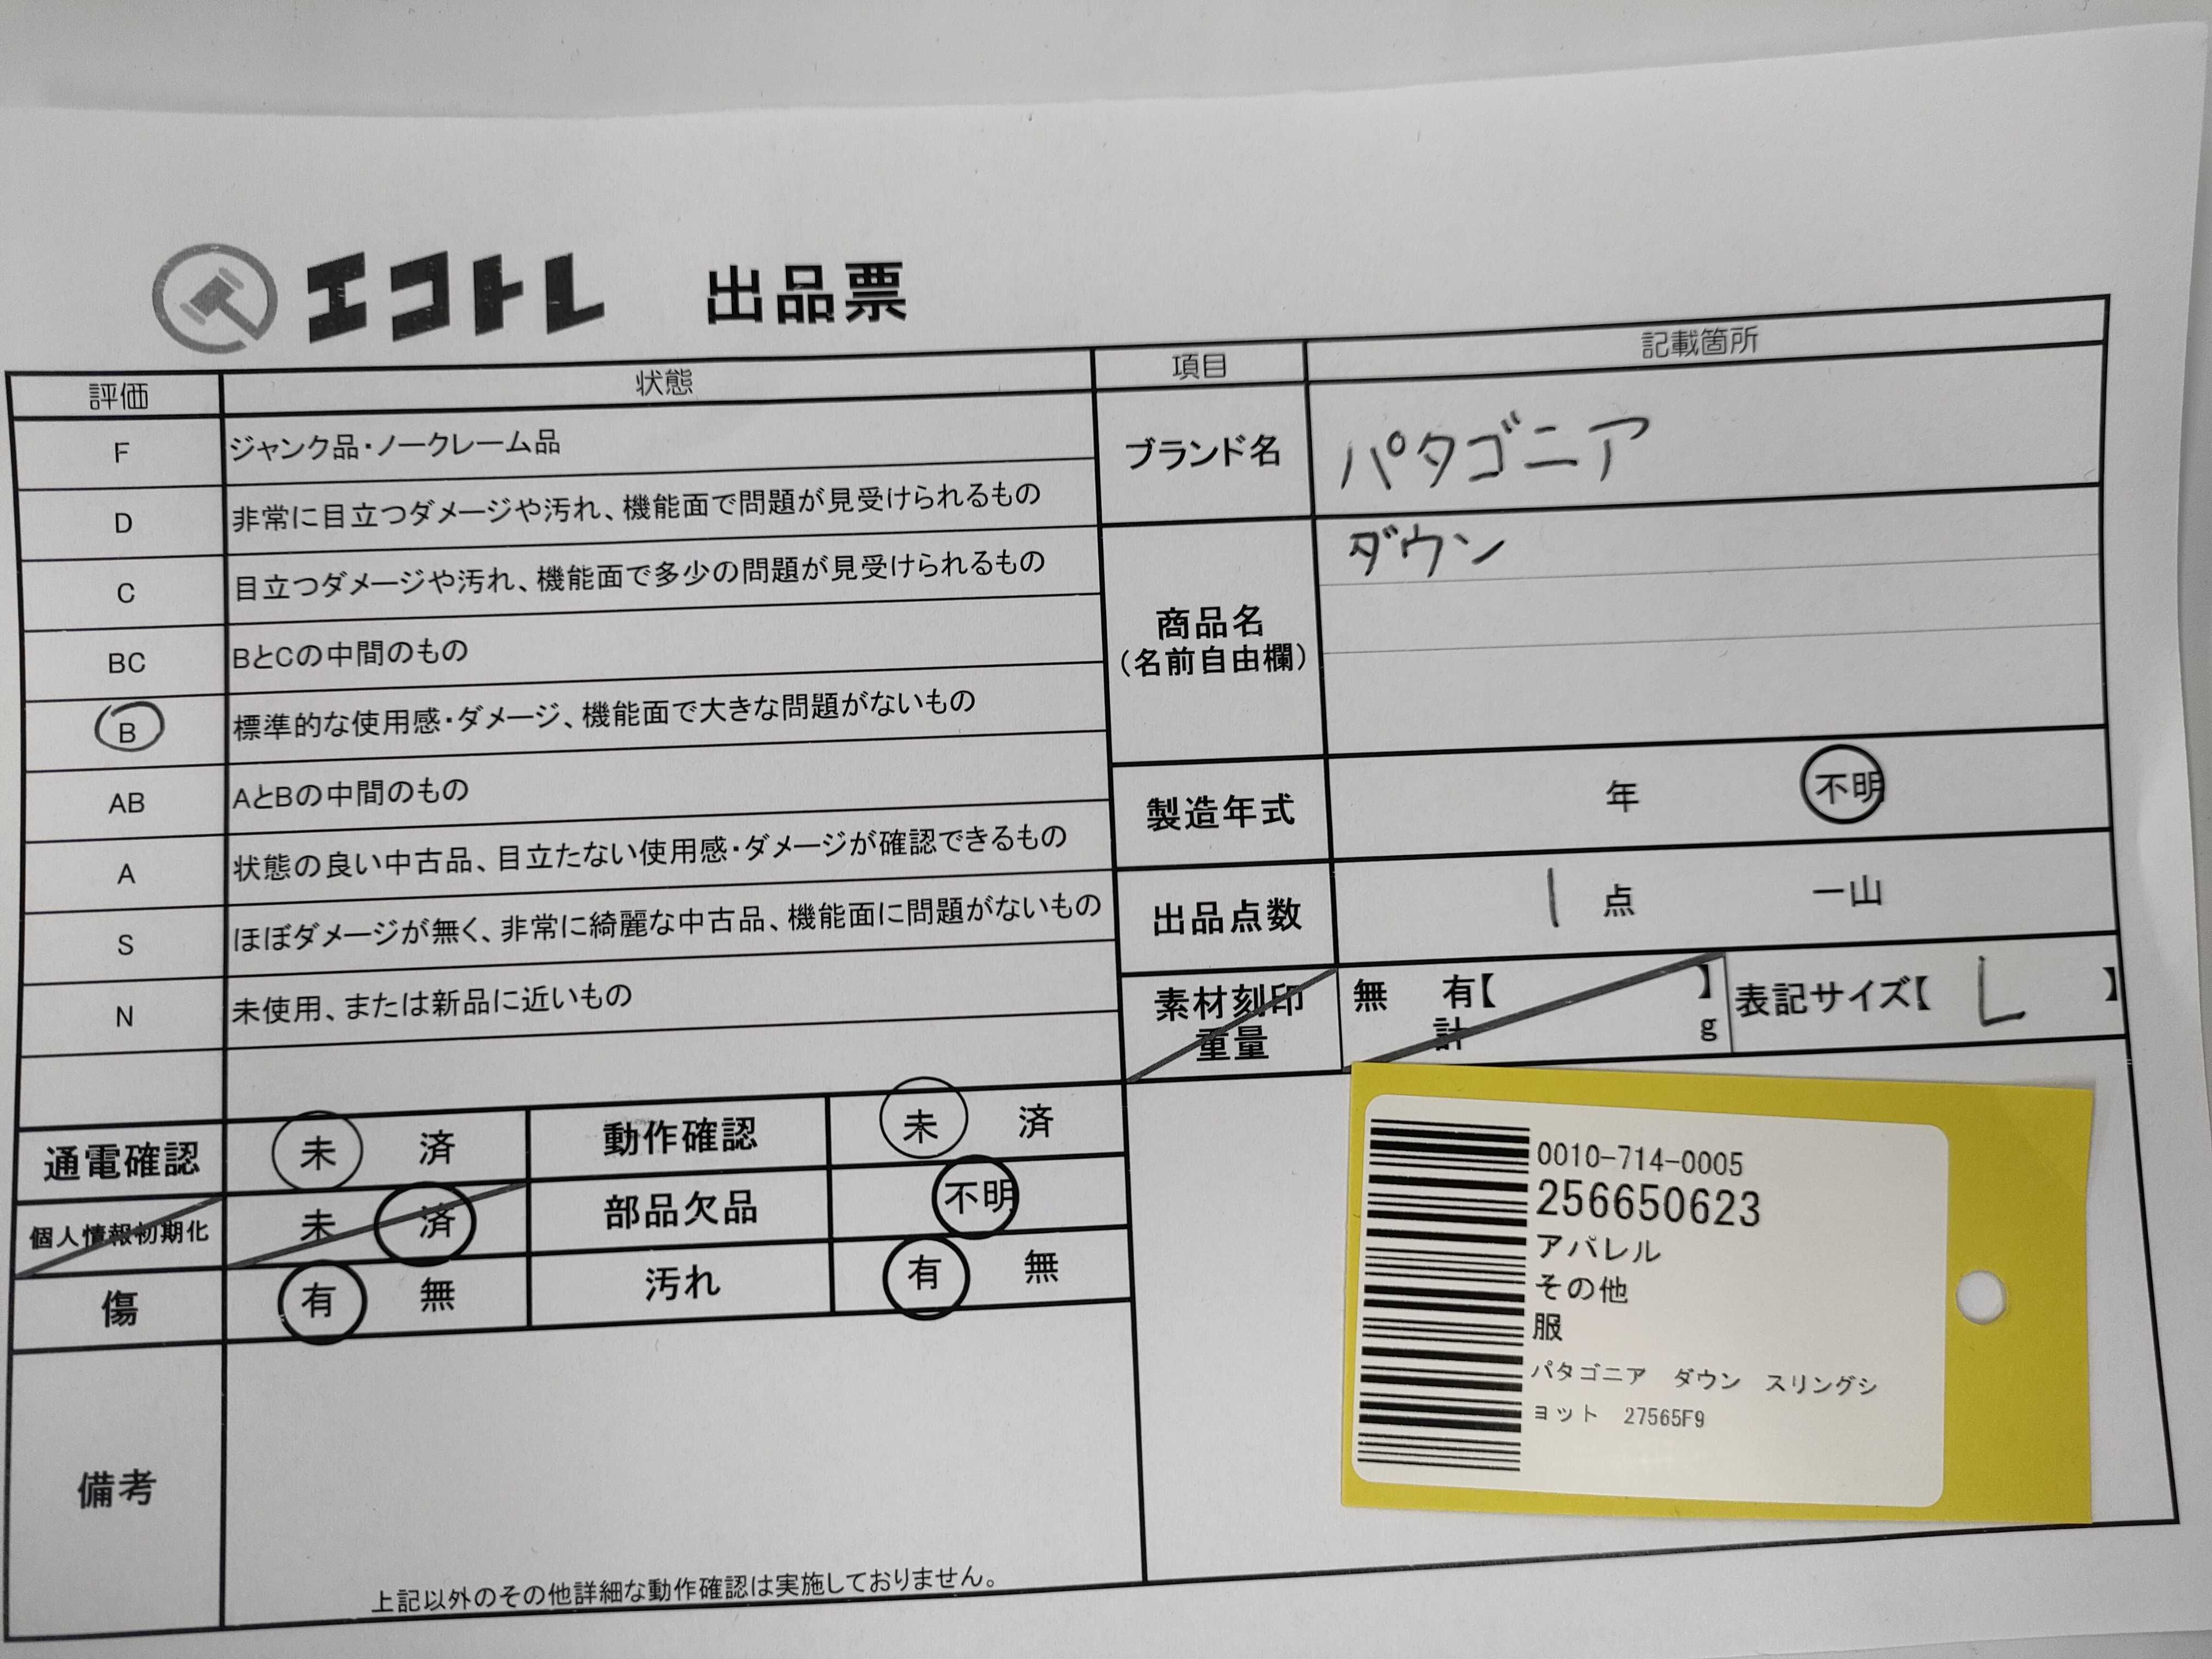 エコトレ 出品票
評価 状態 項目 記載箇所
F ジャンク品・ノークレーム品
D 非常に目立つダメージや汚れ、機能面で問題が見受けられるもの
C 目立つダメージや汚れ、機能面で多少の問題が見受けられるもの
BC BとCの中間のもの
B 標準的な使用感・ダメージ、機能面で大きな問題がないもの
AB AとBの中間のもの
A 状態の良い中古品、目立たない使用感・ダメージが確認できるもの
S ほぼダメージが無く、非常に綺麗な中古品、機能面に問題がないもの
N 未使用、または新品に近いもの
ブランド名 パタゴニア
商品名 ダウン
(名前自由欄)
製造年式 年 不明
出品点数 1 点 一山
素材刻印 無 有【 】 表記サイズ【 L 】
重量 計 g
通電確認 未 済 動作確認 未 済
個人情報初期化 未 済 部品欠品 不明
傷 有 無 汚れ 有 無
備考
上記以外のその他詳細な動作確認は実施しておりません。
0010-714-0005
256650623
アパレル
その他
服
パタゴニア ダウン スリングシ
ョット 27565F9